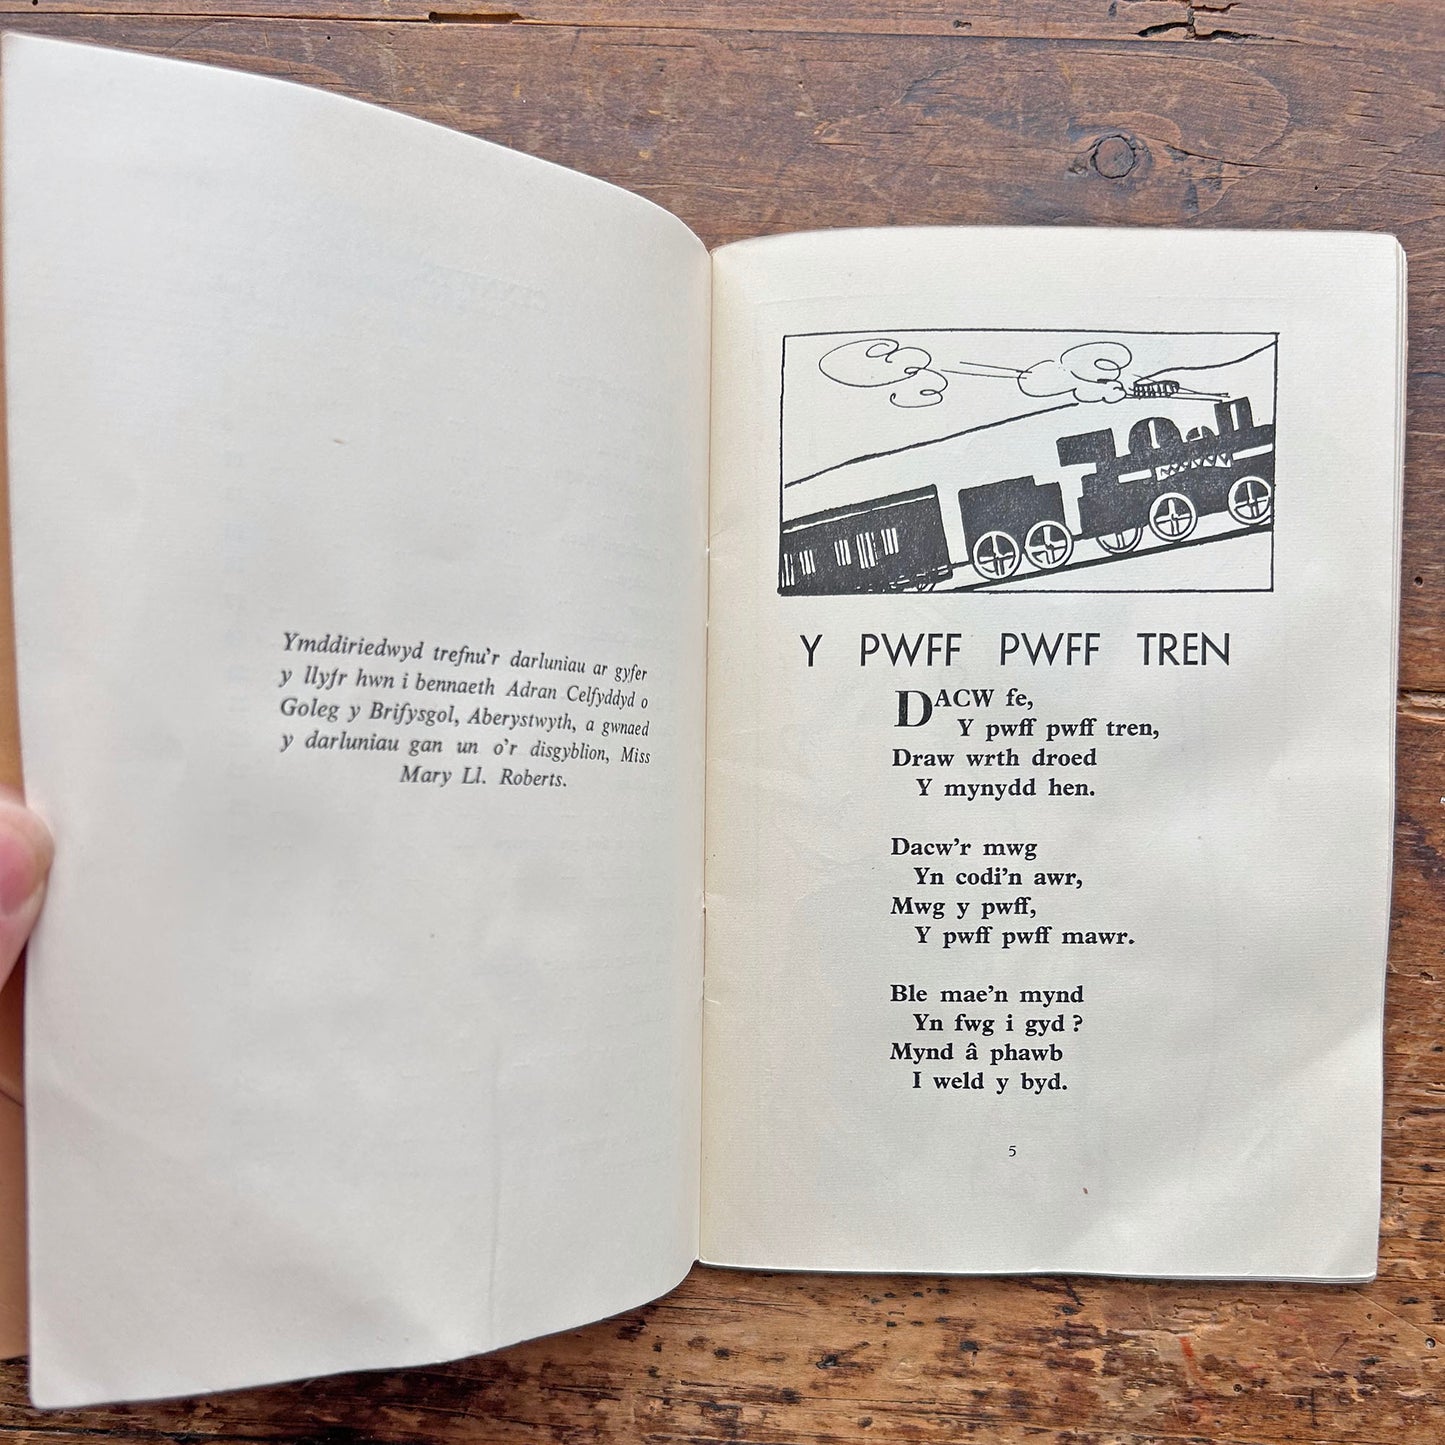 Ymddiriedwyd trefnu'r darluniau ar gyfer
y llyfr hwn i bennaeth Adran Celfyddyd o
Goleg y Brifysgol, Aberystwyth, a gwnaed
y darluniau gan un o'r disgyblion, Miss
Mary Ll. Roberts.
Y PWFF PWFF TREN
DACW fe,
Y pwff pwff tren,
Draw wrth droed
Y mynydd hen.
Dacw'r mwg
Yn codi'n awr,
Mwg y pwff,
Y pwff pwff mawr.
Ble mae'n mynd
Yn fwg i gyd ?
Mynd â phawb
I weld y byd.
5